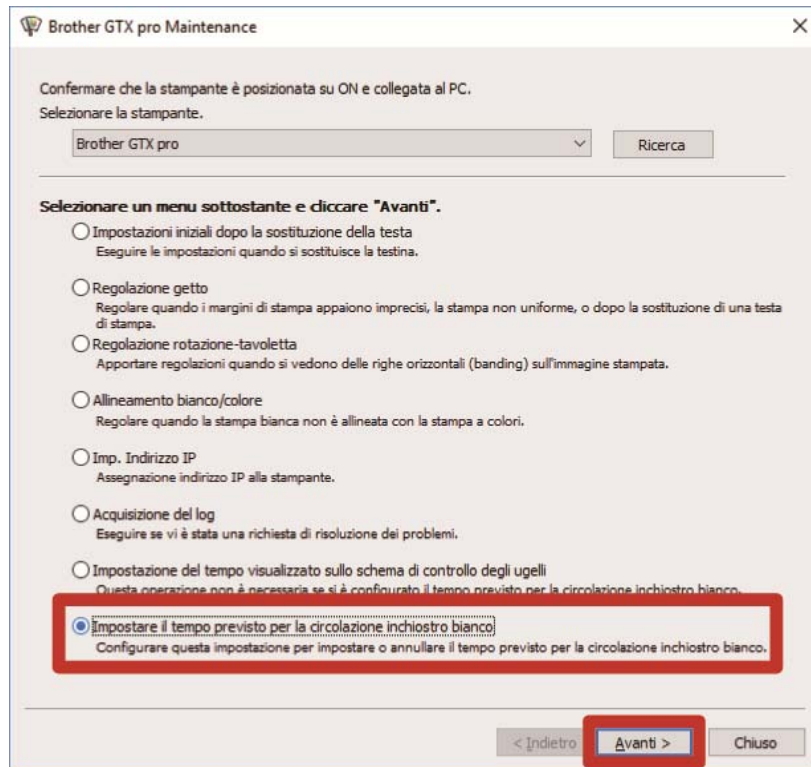 Brother GTX pro Maintenance
Confermare che la stampante è posizionata su ON e collegata al PC.
Selezionare la stampante.
Brother GTX pro
Ricerca
Selezionare un menu sottostante e cliccare "Avanti".
Impostazioni iniziali dopo la sostituzione della testa
Eseguire le impostazioni quando si sostituisce la testina.
Regolazione getto
Regolare quando i margini di stampa appaiono imprecisi, la stampa non uniforme, o dopo la sostituzione di una testa
di stampa.
Regolazione rotazione-tavoletta
Apportare regolazioni quando si vedono delle righe orizzontali (banding) sull'immagine stampata.
Allineamento bianco/colore
Regolare quando la stampa bianca non è allineata con la stampa a colori.
Imp. Indirizzo IP
Assegnazione indirizzo IP alla stampante.
Acquisizione del log
Eseguire se vi è stata una richiesta di risoluzione dei problemi.
Impostazione del tempo visualizzato sullo schema di controllo degli ugelli
Questa operazione non è necessaria se si è configurato il tempo previsto per la circolazione inchiostro bianco.
Impostare il tempo previsto per la circolazione inchiostro bianco
Configurare questa impostazione per impostare o annullare il tempo previsto per la circolazione inchiostro bianco.
< Indietro
Avanti >
Chiuso